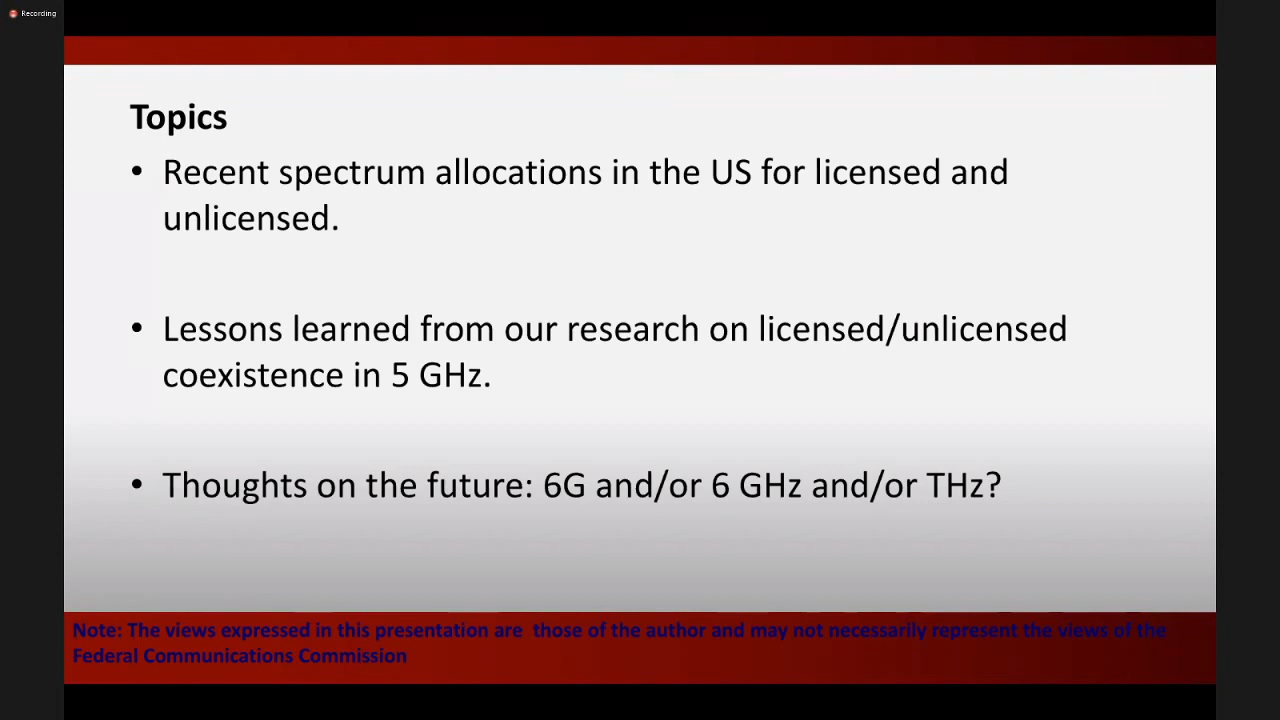 Recording
Topics
• Recent spectrum allocations in the US for licensed and
unlicensed.
• Lessons learned from our research on licensed/unlicensed
coexistence in 5 GHz.
• Thoughts on the future: 6G and/or 6 GHz and/or THz?
Note: The views expressed in this presentation are those of the author and may not necessarily represent the views of the
Federal Communications Commission